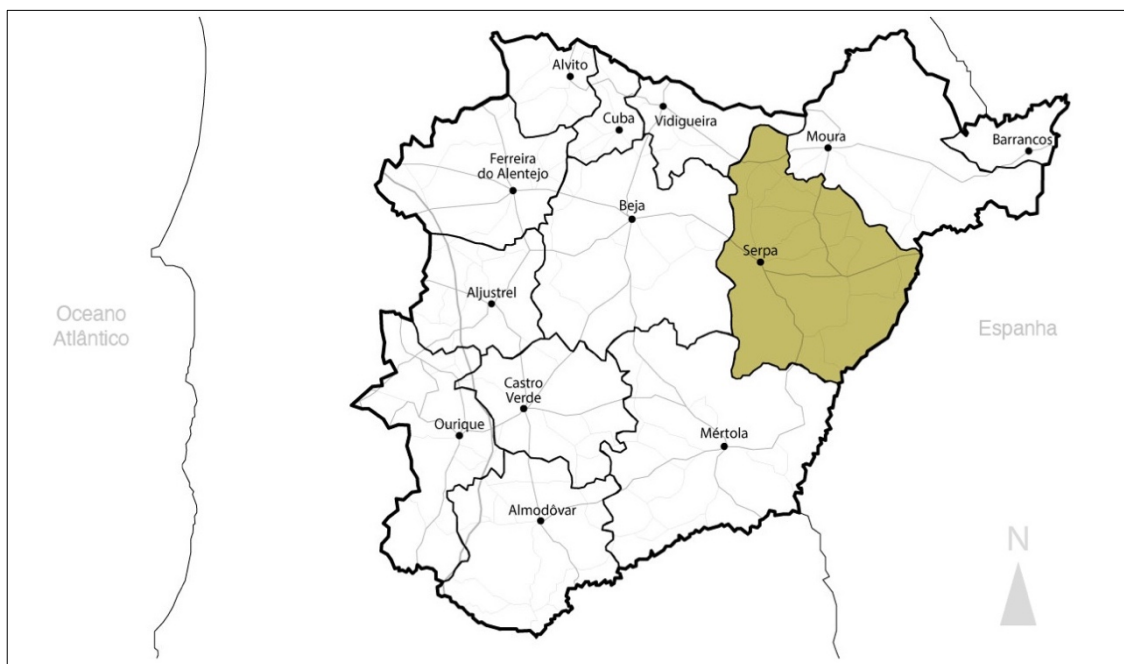 Alvito
Cuba
Vidigueira
Moura
Barrancos
Ferreira
do Alentejo
Beja
Serpa
Aljustrel
Oceano
Atlântico
Espanha
Castro
Verde
Ourique
Mértola
Almodôvar
N